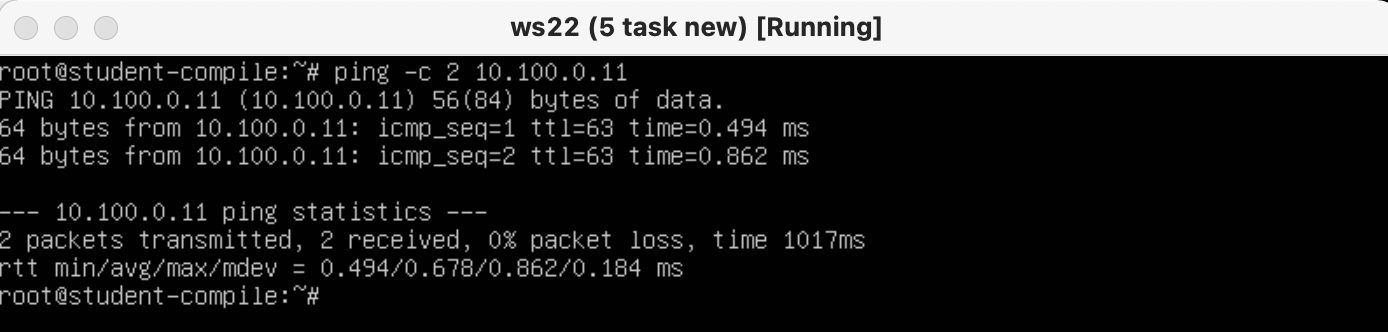 ws22 (5 task new) [Running]
root@student-compile:~# ping -c 2 10.100.0.11
PING 10.100.0.11 (10.100.0.11) 56(84) bytes of data.
64 bytes from 10.100.0.11: icmp_seq=1 ttl=63 time=0.494 ms
64 bytes from 10.100.0.11: icmp_seq=2 ttl=63 time=0.862 ms
--- 10.100.0.11 ping statistics ---
2 packets transmitted, 2 received, 0% packet loss, time 1017ms
rtt min/avg/max/mdev = 0.494/0.678/0.862/0.184 ms
root@student-compile:~#